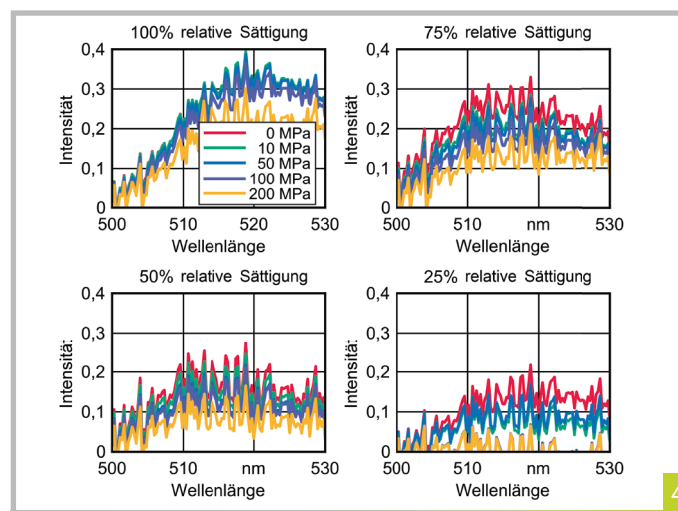 100% relative Sättigung
0,4
0,3
0,2
0,1
0
Intensität
500 510 520 530
Wellenlänge
0 MPa
10 MPa
50 MPa
100 MPa
200 MPa
75% relative Sättigung
0,4
0,3
0,2
0,1
0
Intensität
500 510 nm 530
Wellenlänge
50% relative Sättigung
0,4
0,3
0,2
0,1
0
Intensitä:
500 510 nm 530
Wellenlänge
25% relative Sättigung
0,4
0,3
0,2
0,1
0
Intensitä:
500 510 nm 530
Wellenlänge
4